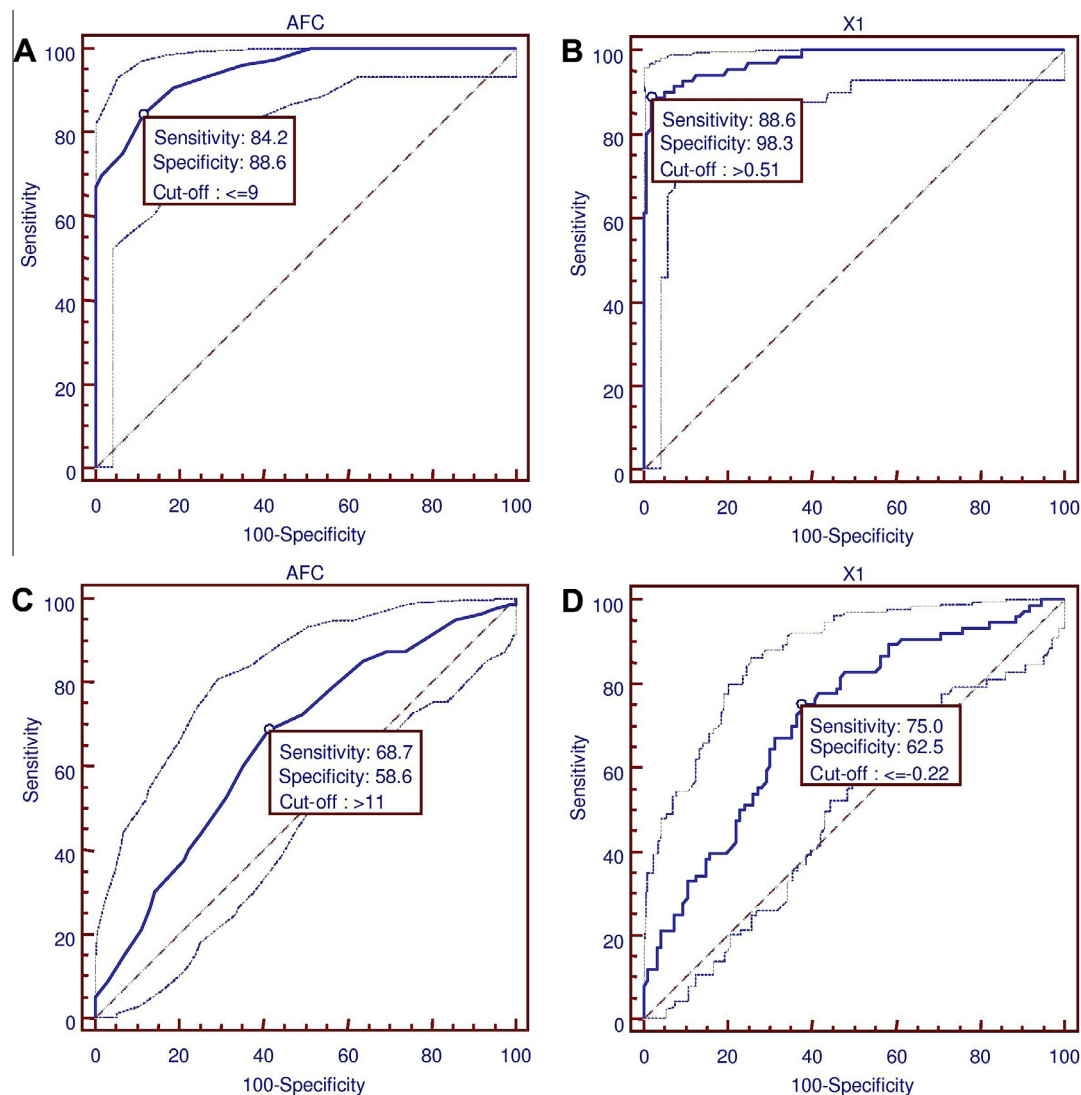 A
AFC
100
80
60
40
20
0
Sensitivity
Sensitivity: 84.2
Specificity: 88.6
Cut-off : <=9
0 20 40 60 80 100
100-Specificity
B
X1
100
80
60
40
20
0
Sensitivity
Sensitivity: 88.6
Specificity: 98.3
Cut-off : >0.51
0 20 40 60 80 100
100-Specificity
C
AFC
100
80
60
40
20
0
Sensitivity
Sensitivity: 68.7
Specificity: 58.6
Cut-off : >11
0 20 40 60 80 100
100-Specificity
D
X1
100
80
60
40
20
0
Sensitivity
Sensitivity: 75.0
Specificity: 62.5
Cut-off : <=-0.22
0 20 40 60 80 100
100-Specificity